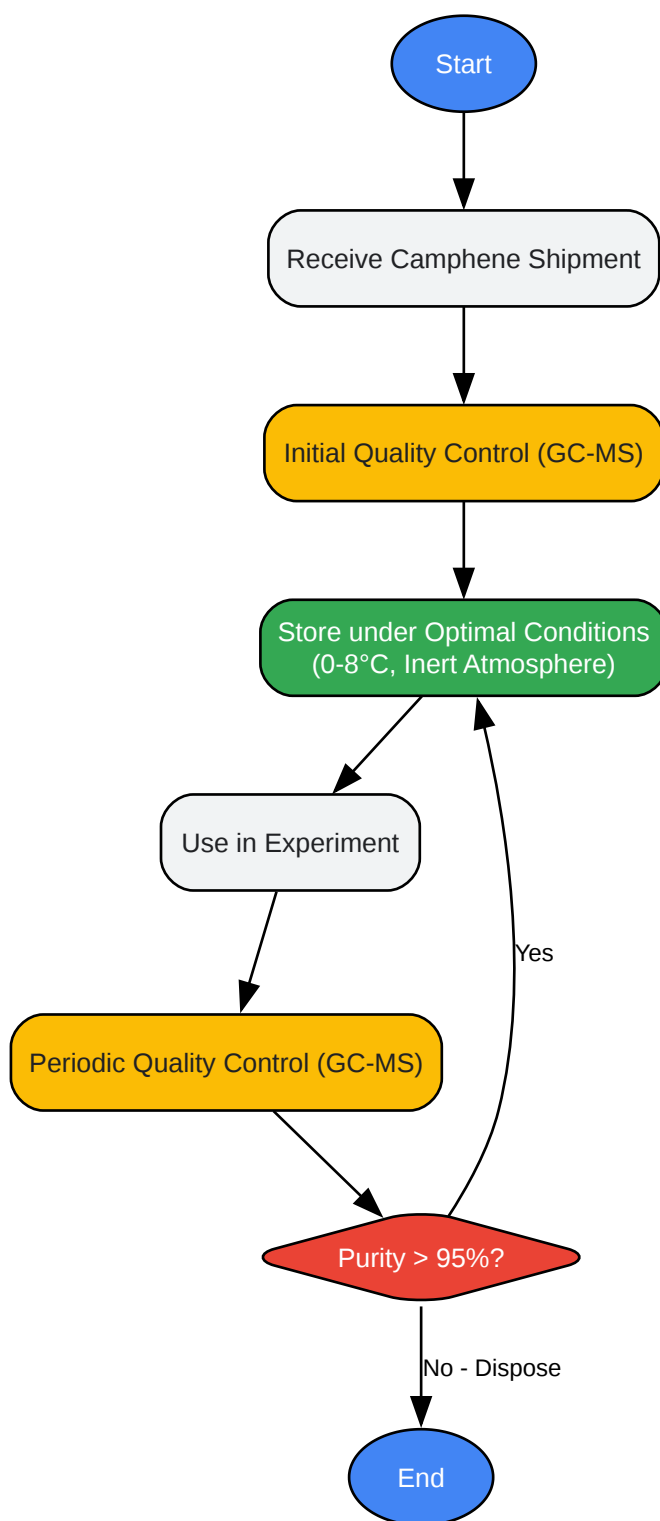 Start
Receive Camphene Shipment
Initial Quality Control (GC-MS)
Store under Optimal Conditions
(0-8°C, Inert Atmosphere)
Use in Experiment
Yes
Periodic Quality Control (GC-MS)
Purity > 95%?
No - Dispose
End